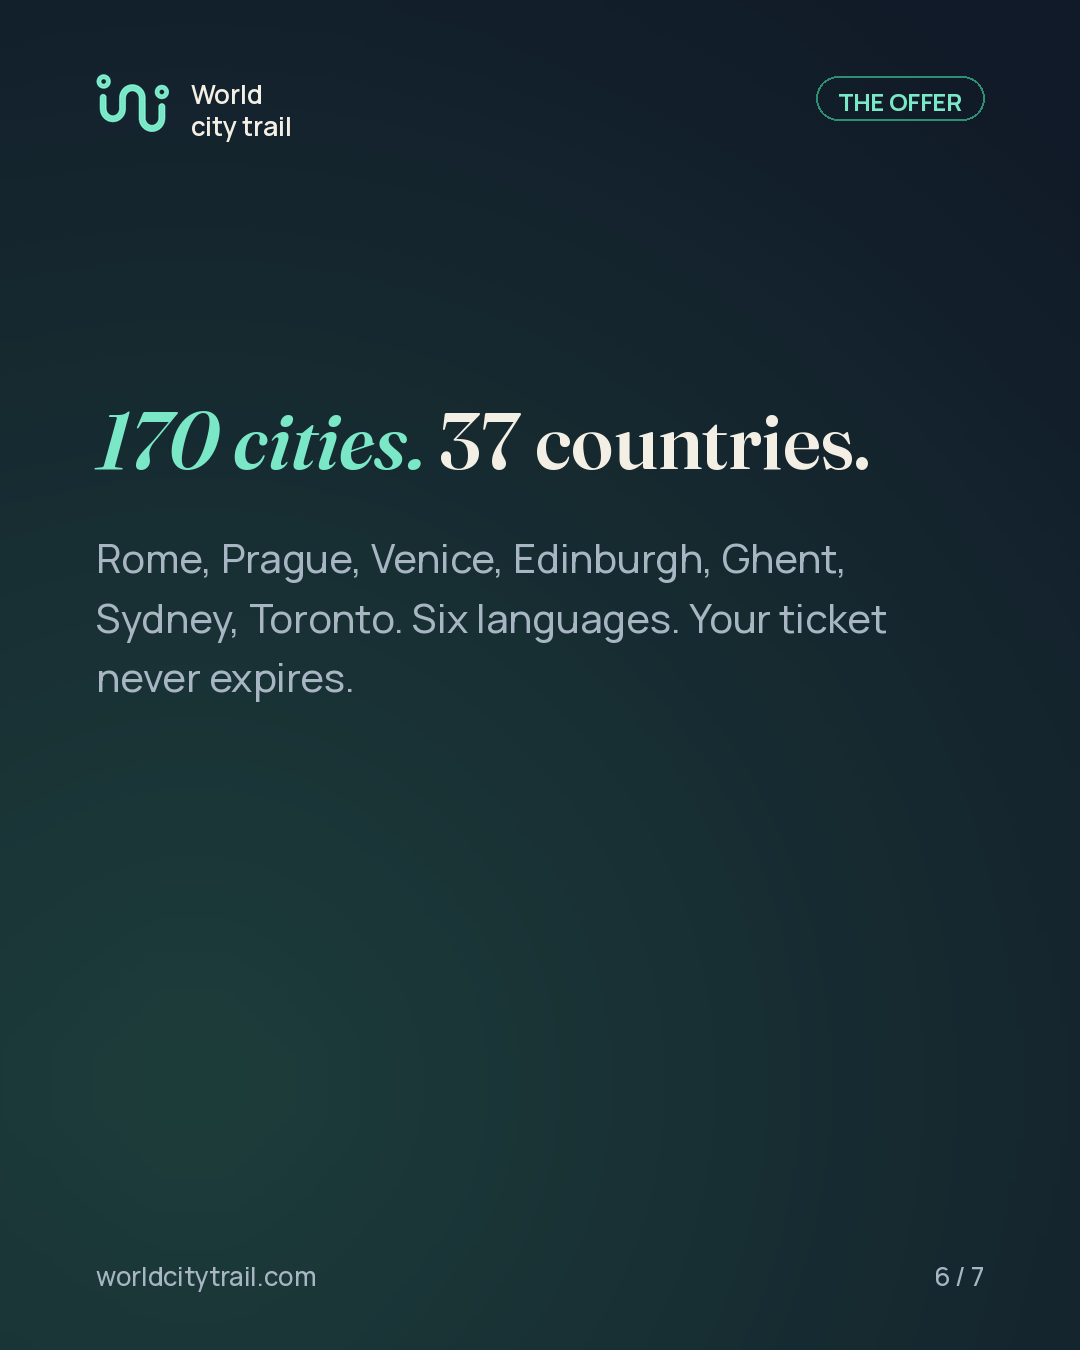 World
city trail
THE OFFER
170 cities. 37 countries.
Rome, Prague, Venice, Edinburgh, Ghent,
Sydney, Toronto. Six languages. Your ticket
never expires.
worldcitytrail.com
6 / 7